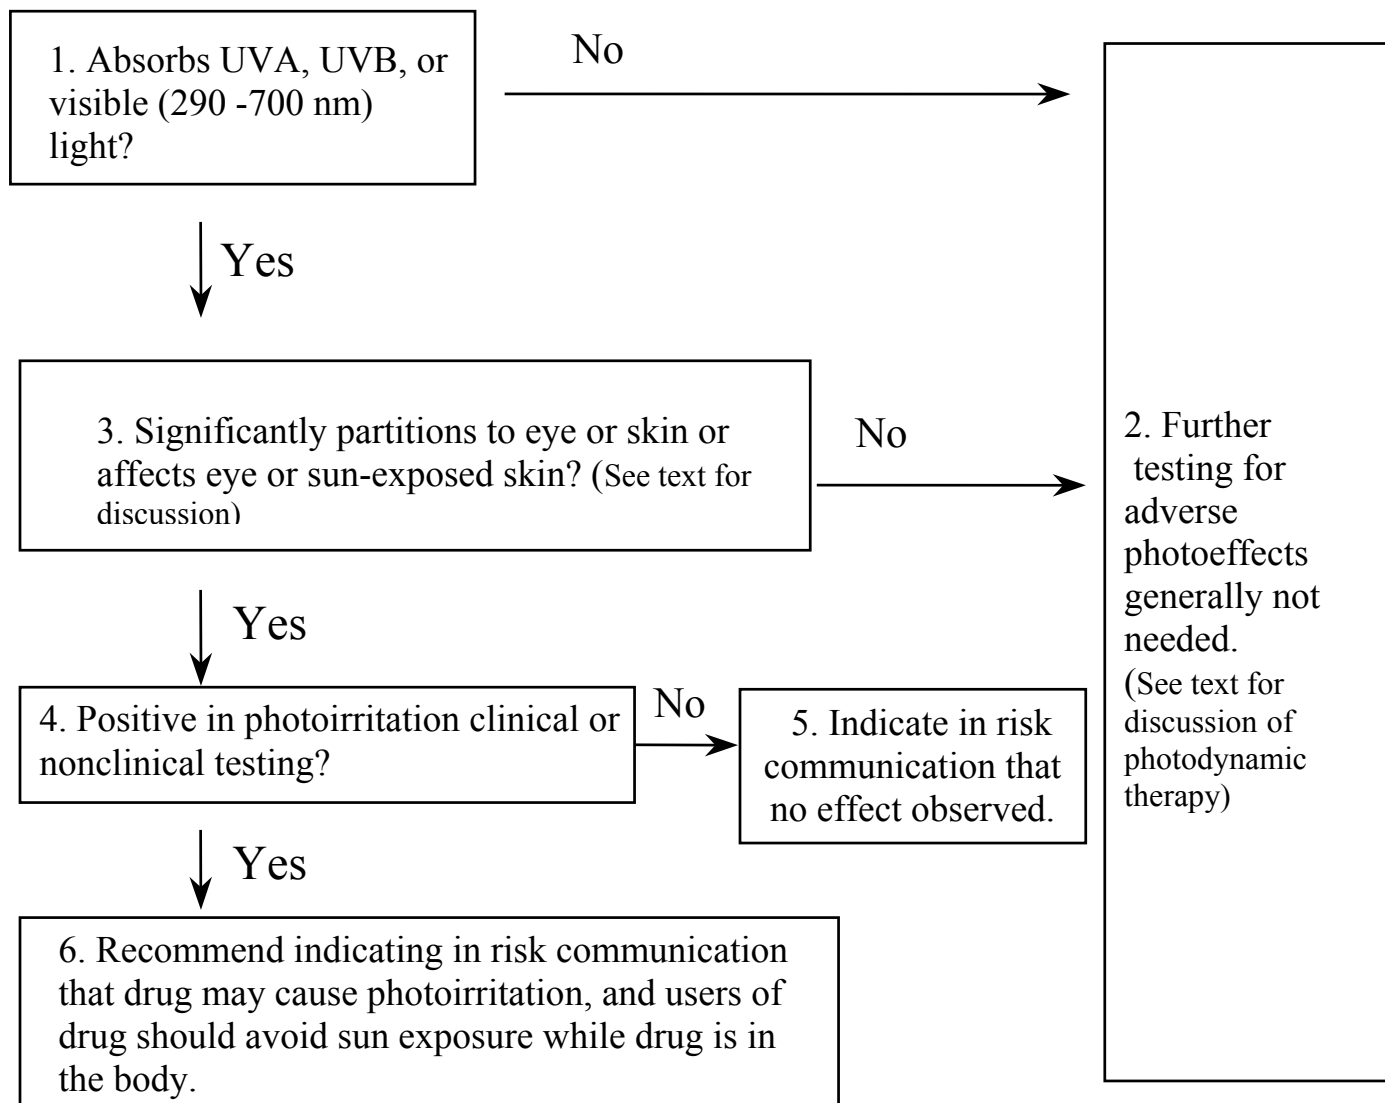 1. Absorbs UVA, UVB, or
visible (290 -700 nm)
light?
No
Yes
3. Significantly partitions to eye or skin or
affects eye or sun-exposed skin? (See text for
discussion)
No
2. Further
testing for
adverse
photoeffects
generally not
needed.
(See text for
discussion of
photodynamic
therapy)
Yes
4. Positive in photoirritation clinical or
nonclinical testing?
No
5. Indicate in risk
communication that
no effect observed.
Yes
6. Recommend indicating in risk communication
that drug may cause photoirritation, and users of
drug should avoid sun exposure while drug is in
the body.